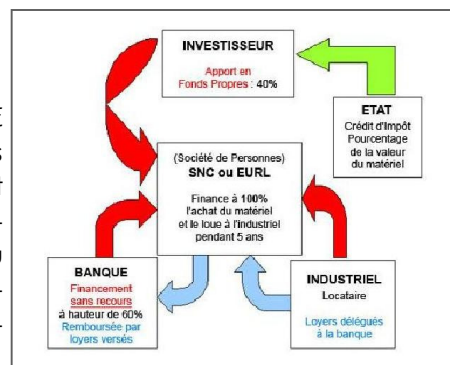 INVESTISSEUR
Apport en
Fonds Propres : 40%
ETAT
Crédit d'Impôt
Pourcentage
de la valeur
du matériel
(Société de Personnes)
SNC ou EURL
Finance à 100%
l'achat du matériel
et le loue à l'industriel
pendant 5 ans
BANQUE
Financement
sans recours
à hauteur de 60%
Remboursée par
loyers versés
INDUSTRIEL
Locataire
Loyers délégués
à la banque